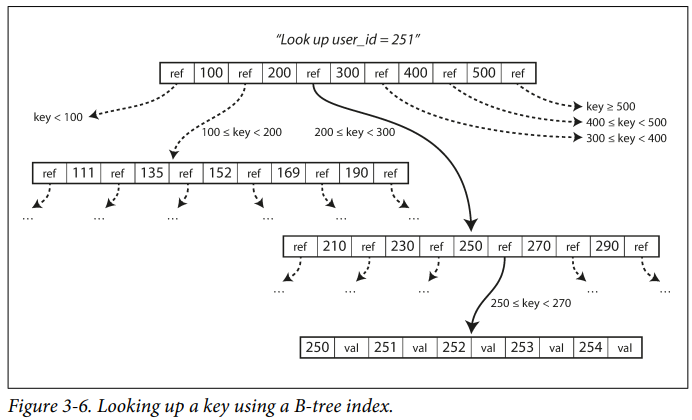 “Look up user_id = 251”
ref 100 ref 200 ref 300 ref 400 ref 500 ref
key < 100
100 ≤ key < 200
200 ≤ key < 300
key ≥ 500
400 ≤ key < 500
300 ≤ key < 400
ref 111 ref 135 ref 152 ref 169 ref 190 ref
... ... ... ... ... ...
ref 210 ref 230 ref 250 ref 270 ref 290 ref
... ... ... ... ...
250 ≤ key < 270
250 val 251 val 252 val 253 val 254 val
Figure 3-6. Looking up a key using a B-tree index.